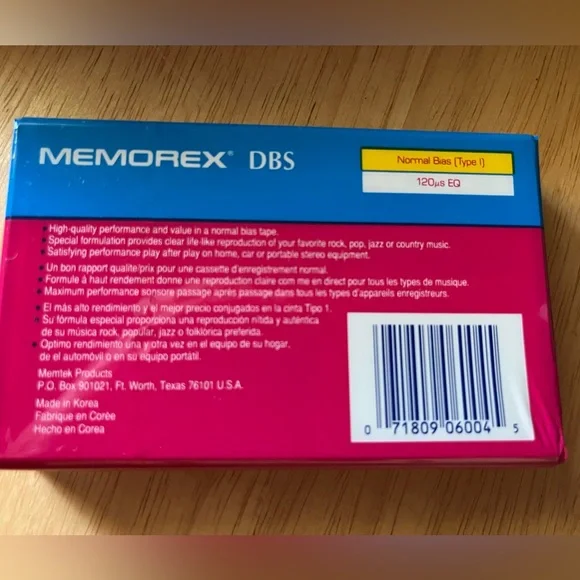 MEMOREX® DBS
Normal Bias (Type I)
120µs EQ
• High-quality performance and value in a normal bias tape.
• Special formulation provides clear life-like reproduction of your favorite rock, pop, jazz or country music.
• Satisfying performance play after play on home, car or portable stereo equipment.
• Un bon rapport qualite/prix pour une cassette d'enregistrement normal.
• Formule à haut rendement donne une reproduction claire com me en direct pour tous les types de musique.
• Maximum performance sonore passage après passage dans tous les types d'appareils enregistreurs.
• El más alto rendimiento y el mejor precio conjugados en la cinta Tipo 1.
• Su fórmula especial proporciona una reproducción nítida y auténtica
de su música rock, popular, jazz o folklórica preferida.
• Optimo rendimiento una y otra vez en el equipo de su hogar,
de el automóvil o en su equipo portátil.
Memtek Products
P.O. Box 901021, Ft. Worth, Texas 76101 U.S.A.
Made in Korea
Fabrique en Corée
Hecho en Corea
0 71809 06004 5